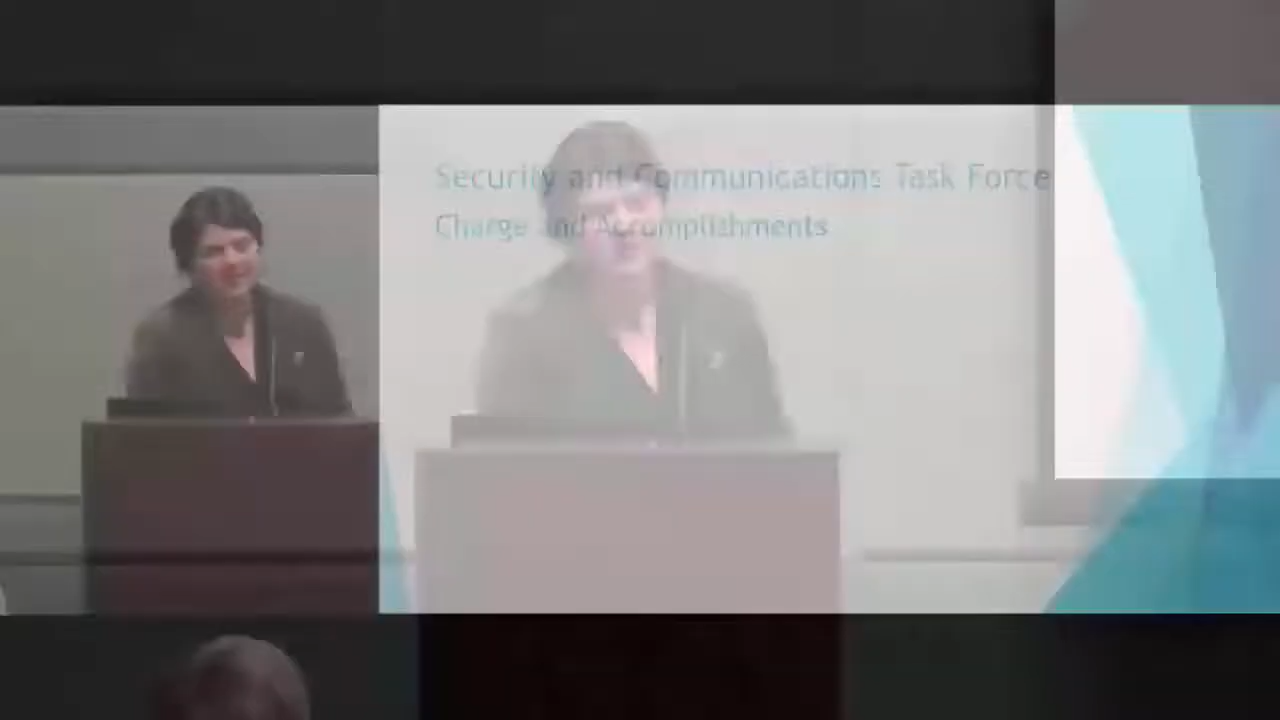 Security and Communications Task Force
Charge and Accomplishments